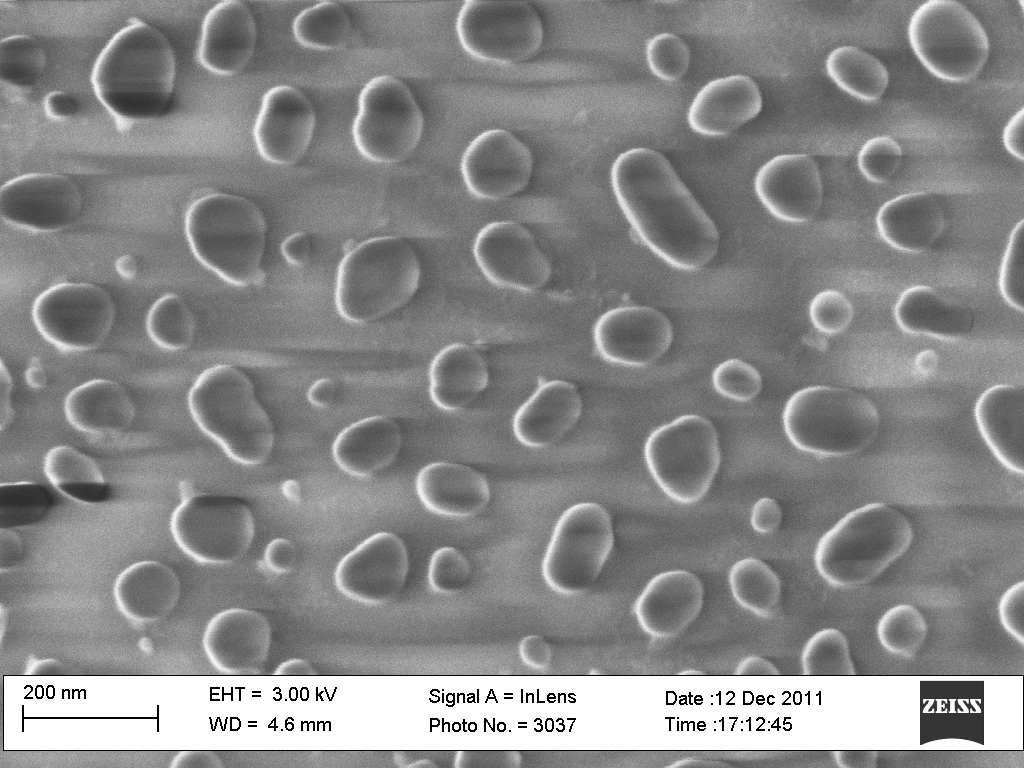 200 nm
EHT = 3.00 kV
WD = 4.6 mm
Signal A = InLens
Photo No. = 3037
Date :12 Dec 2011
Time :17:12:45
ZEISS